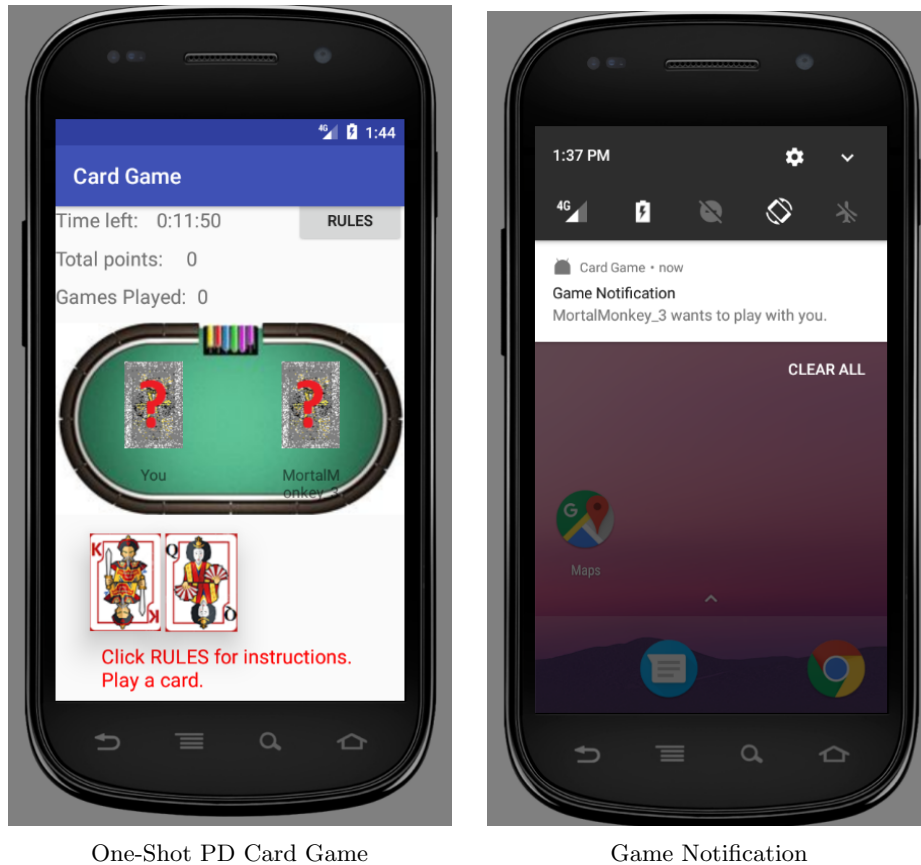 4G 1:44
Card Game
Time left: 0:11:50 RULES
Total points: 0
Games Played: 0
? ?
You MortalM
onkey_3
K Q
K Q
Click RULES for instructions.
Play a card.
One-Shot PD Card Game
1:37 PM
4G
Card Game • now
Game Notification
MortalMonkey_3 wants to play with you.
CLEAR ALL
G
Maps
Game Notification